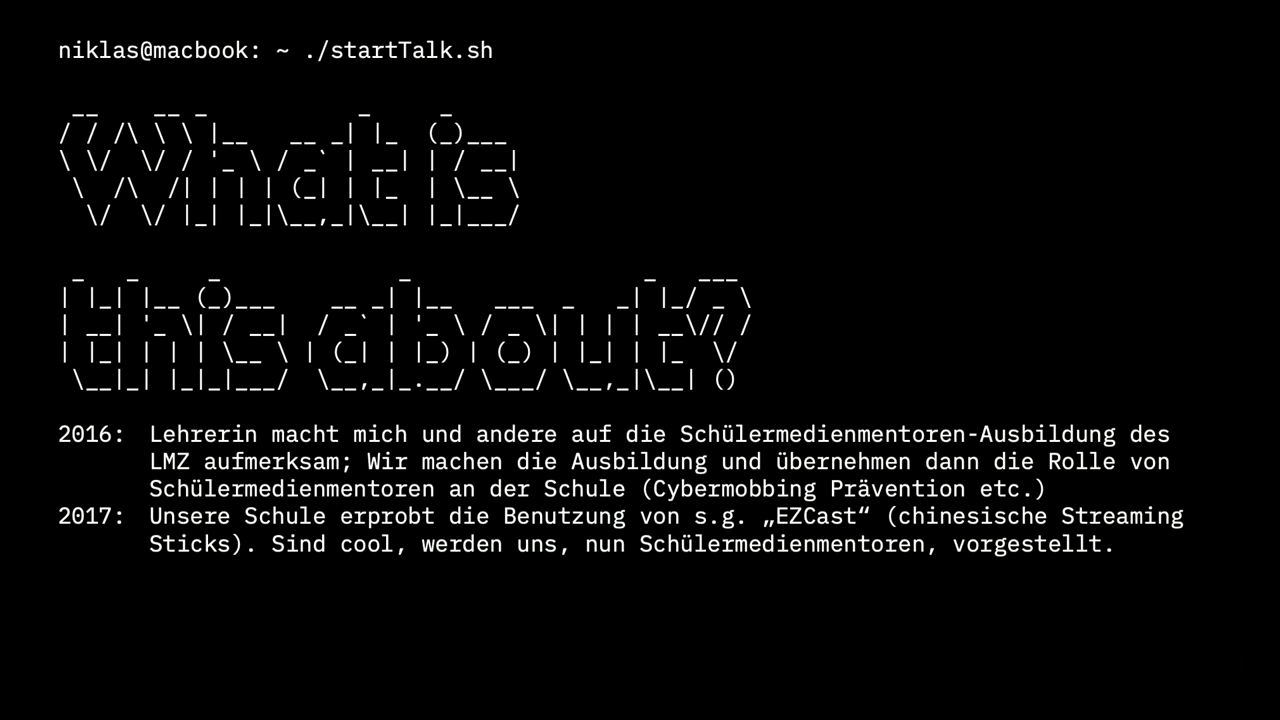 niklas@macbook: ~ ./startTalk.sh
What is
this about?
2016: Lehrerin macht mich und andere auf die Schülermedienmentoren-Ausbildung des
LMZ aufmerksam; Wir machen die Ausbildung und übernehmen dann die Rolle von
Schülermedienmentoren an der Schule (Cybermobbing Prävention etc.)
2017: Unsere Schule erprobt die Benutzung von s.g. „EZCast“ (chinesische Streaming
Sticks). Sind cool, werden uns, nun Schülermedienmentoren, vorgestellt.